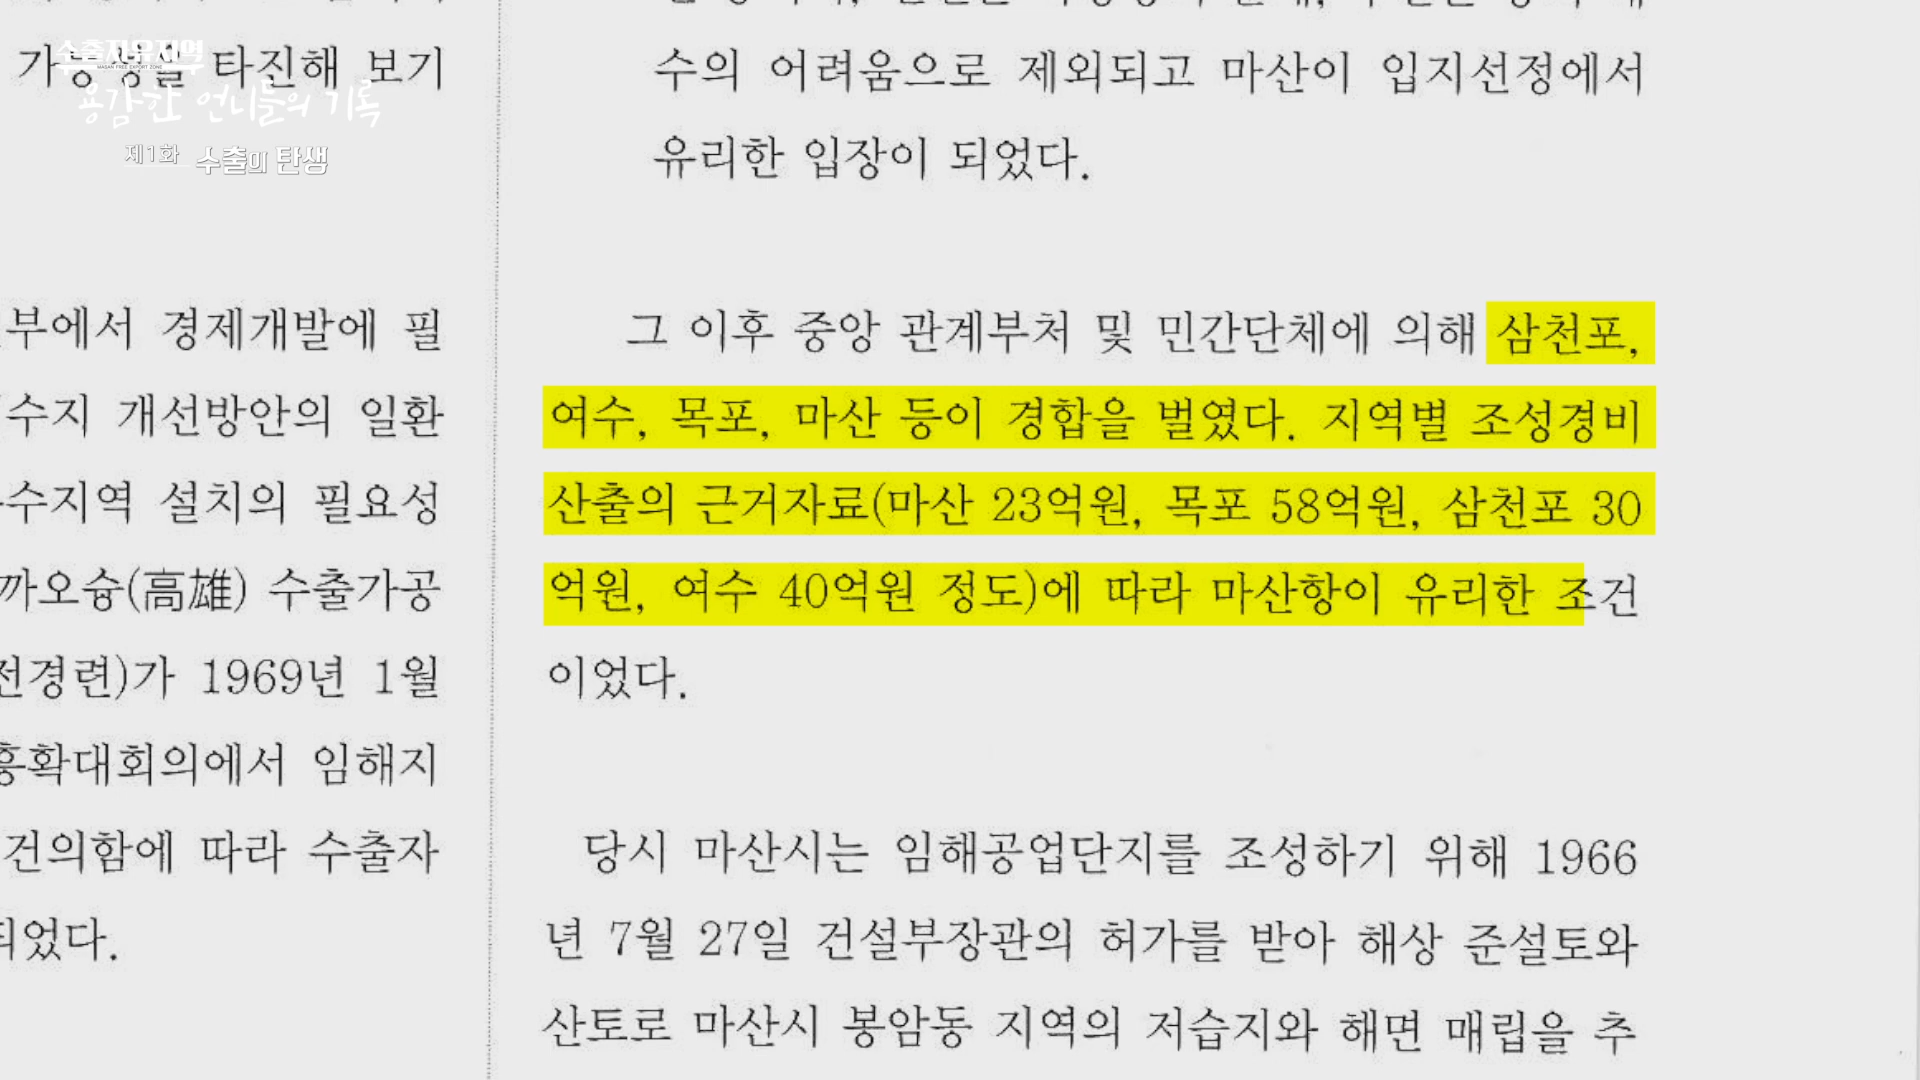 수출자유지역
MASAN FREE EXPORT ZONE
용감한 언니들의 기록
제1화 수출의 탄생
가능성을 타진해 보기
부에서 경제개발에 필
수지 개선방안의 일환
수지역 설치의 필요성
까오슝(高雄) 수출가공
전경련)가 1969년 1월
흥확대회의에서 임해지
건의함에 따라 수출자
되었다.
수의 어려움으로 제외되고 마산이 입지선정에서
유리한 입장이 되었다.
그 이후 중앙 관계부처 및 민간단체에 의해 삼천포,
여수, 목포, 마산 등이 경합을 벌였다. 지역별 조성경비
산출의 근거자료(마산 23억원, 목포 58억원, 삼천포 30
억원, 여수 40억원 정도)에 따라 마산항이 유리한 조건
이었다.
당시 마산시는 임해공업단지를 조성하기 위해 1966
년 7월 27일 건설부장관의 허가를 받아 해상 준설토와
산토로 마산시 봉암동 지역의 저습지와 해면 매립을 추